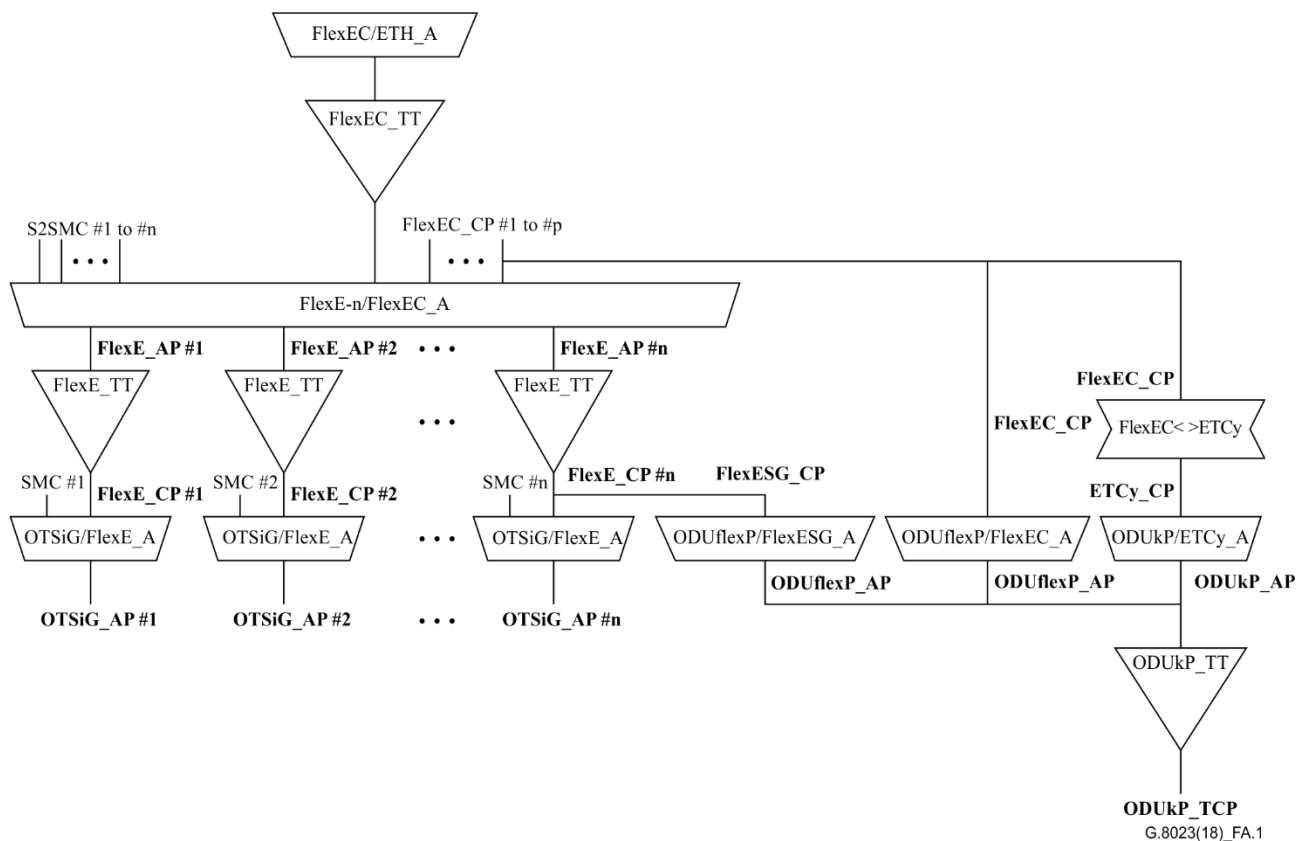 FlexEC/ETH_A
FlexEC_TT
S2SMC #1 to #n
FlexEC_CP #1 to #p
• • •
• • •
FlexE-n/FlexEC_A
FlexE_AP #1
FlexE_AP #2
• • •
FlexE_AP #n
FlexE_TT
FlexE_TT
FlexE_TT
FlexEC_CP
• • •
FlexEC_CP
FlexEC< >ETCy
SMC #1
FlexE_CP #1
SMC #2
FlexE_CP #2
SMC #n
FlexE_CP #n
FlexESG_CP
ETCy_CP
OTSiG/FlexE_A
OTSiG/FlexE_A
• • •
OTSiG/FlexE_A
ODUflexP/FlexESG_A
ODUflexP/FlexEC_A
ODUkP/ETCy_A
ODUflexP_AP
ODUflexP_AP
ODUkP_AP
OTSiG_AP #1
OTSiG_AP #2
• • •
OTSiG_AP #n
ODUkP_TT
ODUkP_TCP
G.8023(18)_FA.1